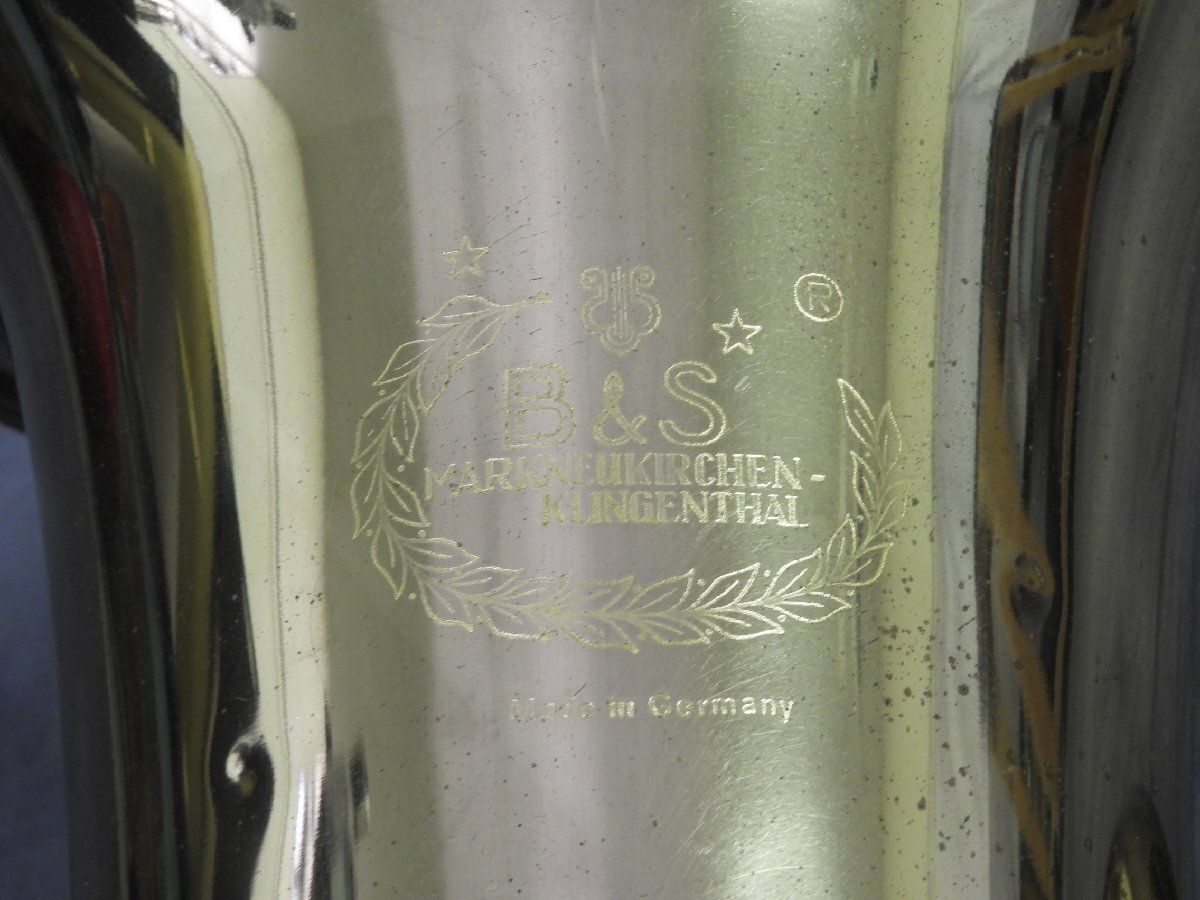 ®
B & S
MARKNEUKIRCHEN-
KLINGENTHAL
Made in Germany